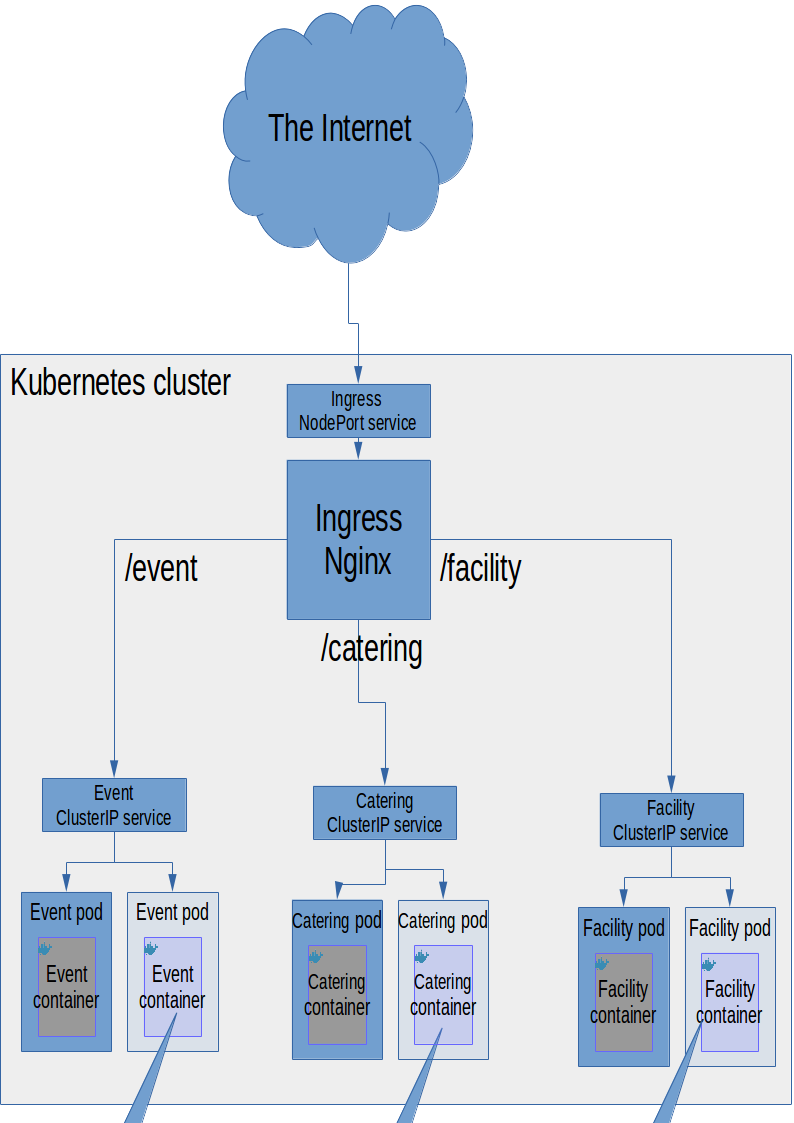 The Internet
Kubernetes cluster
Ingress
NodePort service
Ingress
Nginx
/event
/facility
/catering
Event
ClusterIP service
Catering
ClusterIP service
Facility
ClusterIP service
Event pod
Event
container
Event pod
Event
container
Catering pod
Catering
container
Catering pod
Catering
container
Facility pod
Facility
container
Facility pod
Facility
container